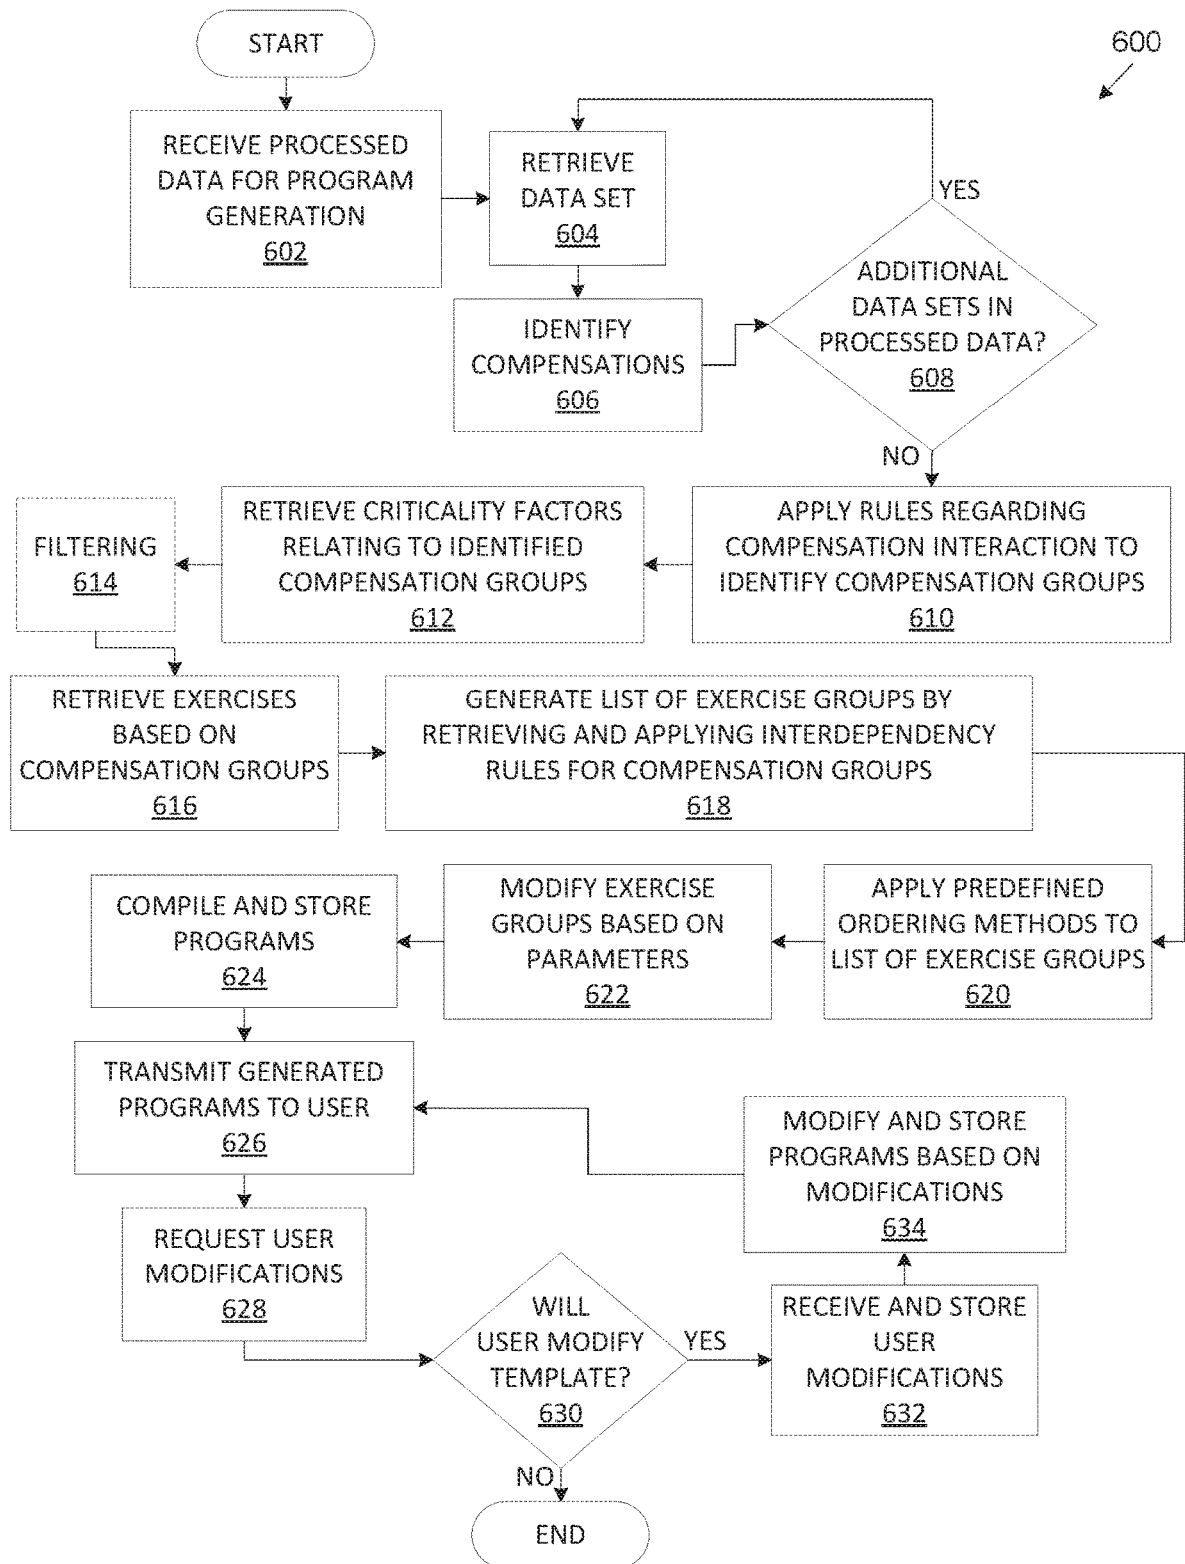 START
600
RECEIVE PROCESSED
DATA FOR PROGRAM
GENERATION
602
RETRIEVE
DATA SET
604
YES
IDENTIFY
COMPENSATIONS
606
ADDITIONAL
DATA SETS IN
PROCESSED DATA?
608
NO
APPLY RULES REGARDING
COMPENSATION INTERACTION TO
IDENTIFY COMPENSATION GROUPS
610
RETRIEVE CRITICALITY FACTORS
RELATING TO IDENTIFIED
COMPENSATION GROUPS
612
FILTERING
614
RETRIEVE EXERCISES
BASED ON
COMPENSATION GROUPS
616
GENERATE LIST OF EXERCISE GROUPS BY
RETRIEVING AND APPLYING INTERDEPENDENCY
RULES FOR COMPENSATION GROUPS
618
APPLY PREDEFINED
ORDERING METHODS TO
LIST OF EXERCISE GROUPS
620
MODIFY EXERCISE
GROUPS BASED ON
PARAMETERS
622
COMPILE AND STORE
PROGRAMS
624
TRANSMIT GENERATED
PROGRAMS TO USER
626
REQUEST USER
MODIFICATIONS
628
WILL
USER MODIFY
TEMPLATE?
630
YES
RECEIVE AND STORE
USER
MODIFICATIONS
632
MODIFY AND STORE
PROGRAMS BASED ON
MODIFICATIONS
634
NO
END